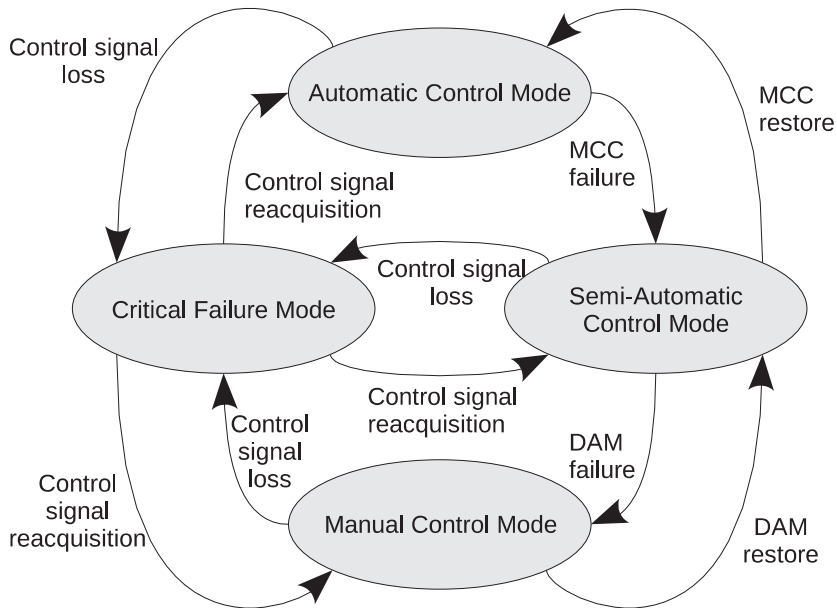 Control signal
loss
Automatic Control Mode
MCC
restore
MCC
failure
Control signal
reacquisition
Control signal
loss
Critical Failure Mode
Semi-Automatic
Control Mode
Control signal
reacquisition
Control
signal
loss
DAM
failure
Control
signal
reacquisition
Manual Control Mode
DAM
restore